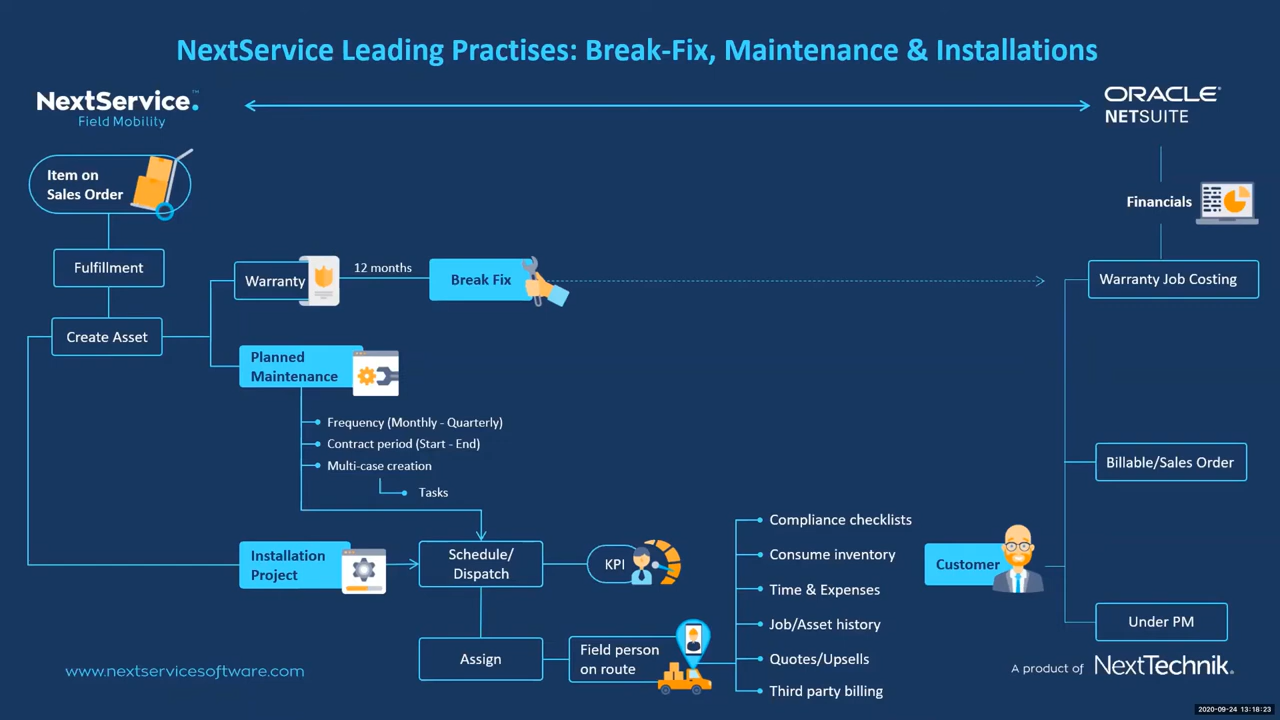 NextService Leading Practises: Break-Fix, Maintenance & Installations
NextService.™
Field Mobility
ORACLE®
NETSUITE
Item on
Sales Order
Financials
Fulfillment
Warranty
12 months
Break Fix
Warranty Job Costing
Create Asset
Planned
Maintenance
Frequency (Monthly - Quarterly)
Contract period (Start - End)
Multi-case creation
Tasks
Billable/Sales Order
Installation
Project
Schedule/
Dispatch
KPI
Compliance checklists
Consume inventory
Time & Expenses
Job/Asset history
Quotes/Upsells
Third party billing
Customer
Under PM
Assign
Field person
on route
www.nextservicesoftware.com
A product of NextTechnik®
2020-09-24 13:18:23